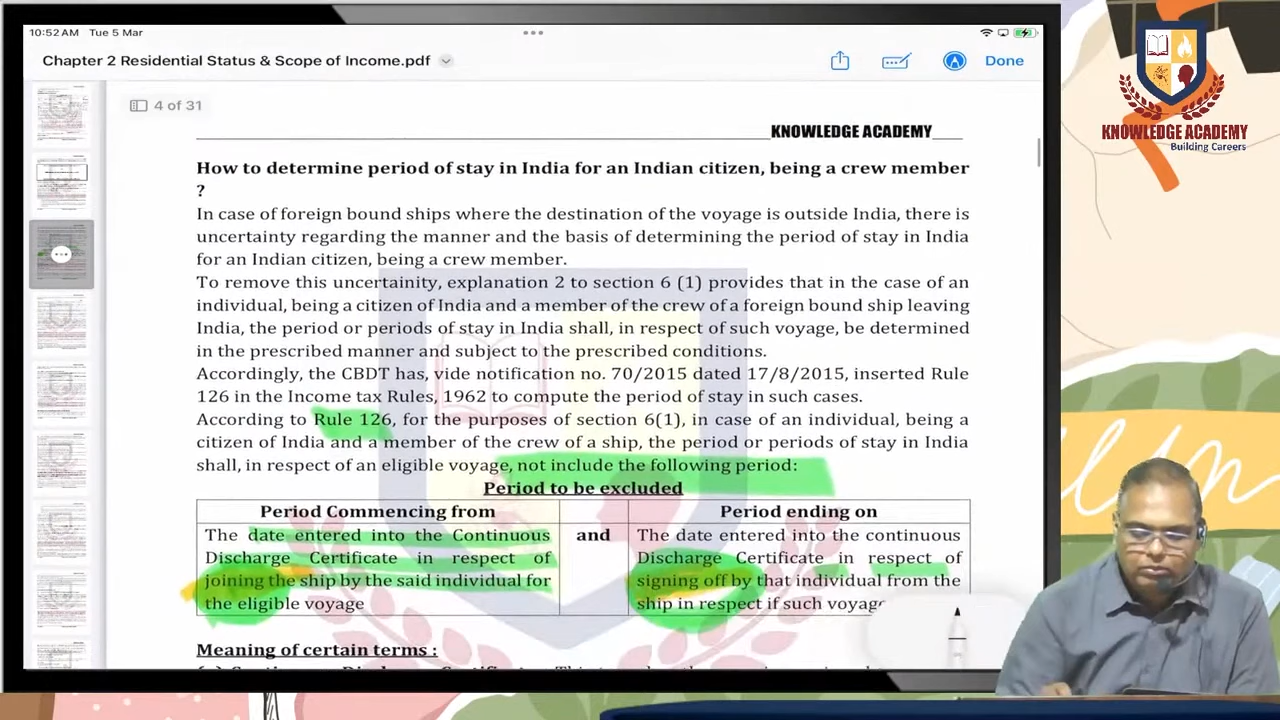 10:52 AM Tue 5 Mar
Chapter 2 Residential Status & Scope of Income.pdf
Done
4 of 31
KNOWLEDGE ACADEMY
KNOWLEDGE ACADEMY
Building Careers
How to determine period of stay in India for an Indian citizen, being a crew member
?
In case of foreign bound ships where the destination of the voyage is outside India, there is
uncertainty regarding the manner and the basis of determining the period of stay in India
for an Indian citizen, being a crew member.
To remove this uncertainity, explanation 2 to section 6 (1) provides that in the case of an
individual, being a citizen of India and a member of the crew of a foreign bound ship leaving
India, the period or periods of stay in India shall, in respect of such voyage, be determined
in the prescribed manner and subject to the prescribed conditions.
Accordingly the CBDT has, vide Notification no. 70/2015 dated 17/8/2015, inserted Rule
126 in the Income tax Rules, 1962 to compute the period of stay in such cases.
According to Rule 126, for the purposes of section 6(1), in case of an individual, being a
citizen of India and a member of the crew of a ship, the period or periods of stay in India
shall, in respect of an eligible voyage, not include the following period:
Period to be excluded
Period Commencing from
Period ending on
The date entered into the Continuous and The date entered into the continuous
Discharge Certificate in respect of Discharge Certificate in respect of
joining the ship by the said individual for signing off by that individual from the
the eligible voyage ship in respect of such voyage
Meaning of certain terms :